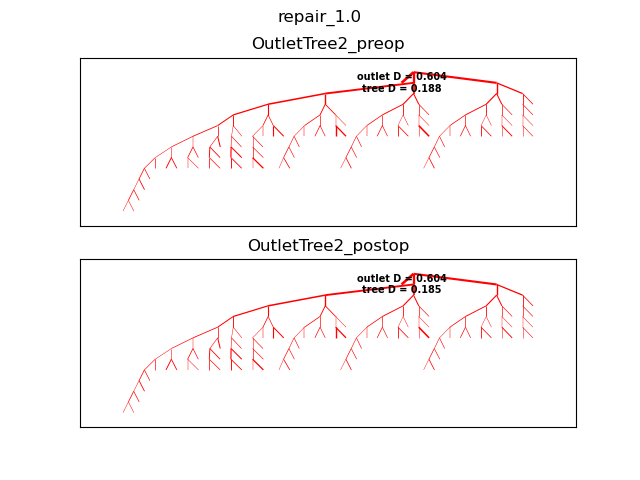 repair_1.0
OutletTree2_preop
outlet D = 0.604
tree D = 0.188
OutletTree2_postop
outlet D = 0.604
tree D = 0.185